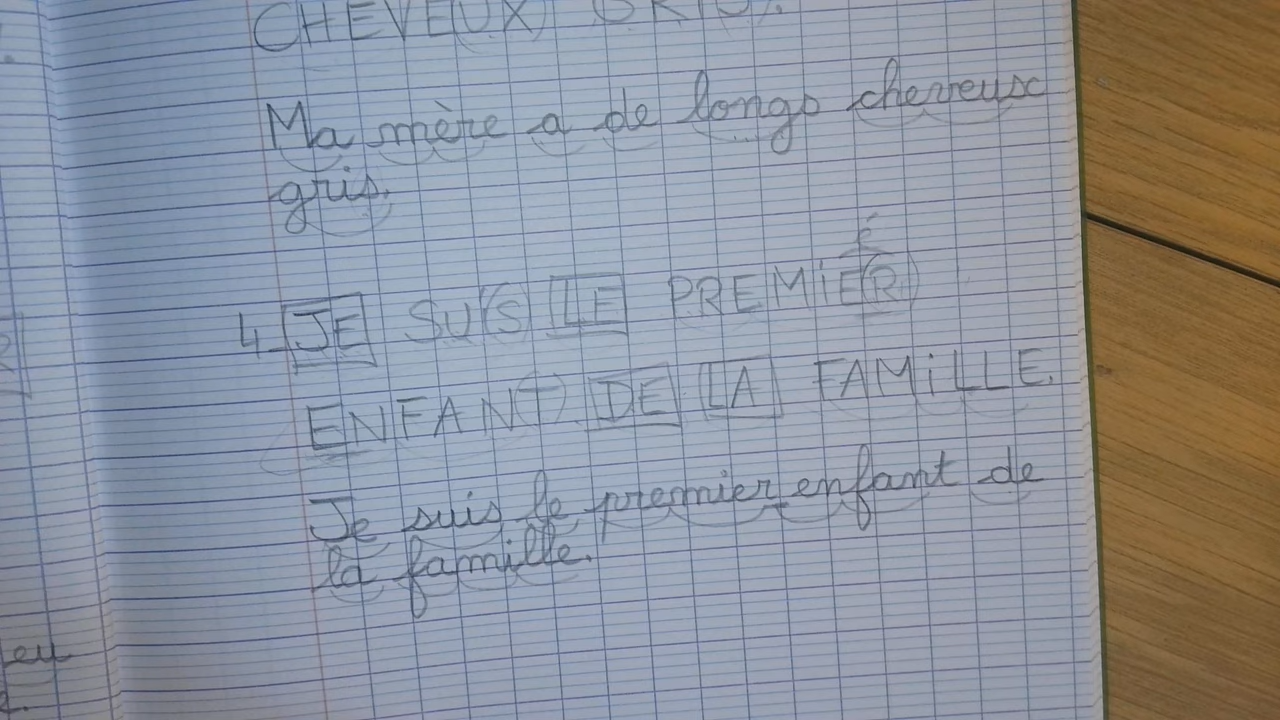 CHEVEUX GRIS.
Ma mère a de longs cheveux
gris.
É
4. JE SUIS LE PREMIER
ENFANT DE LA FAMILLE.
Je suis le premier enfant de
la famille.
eu